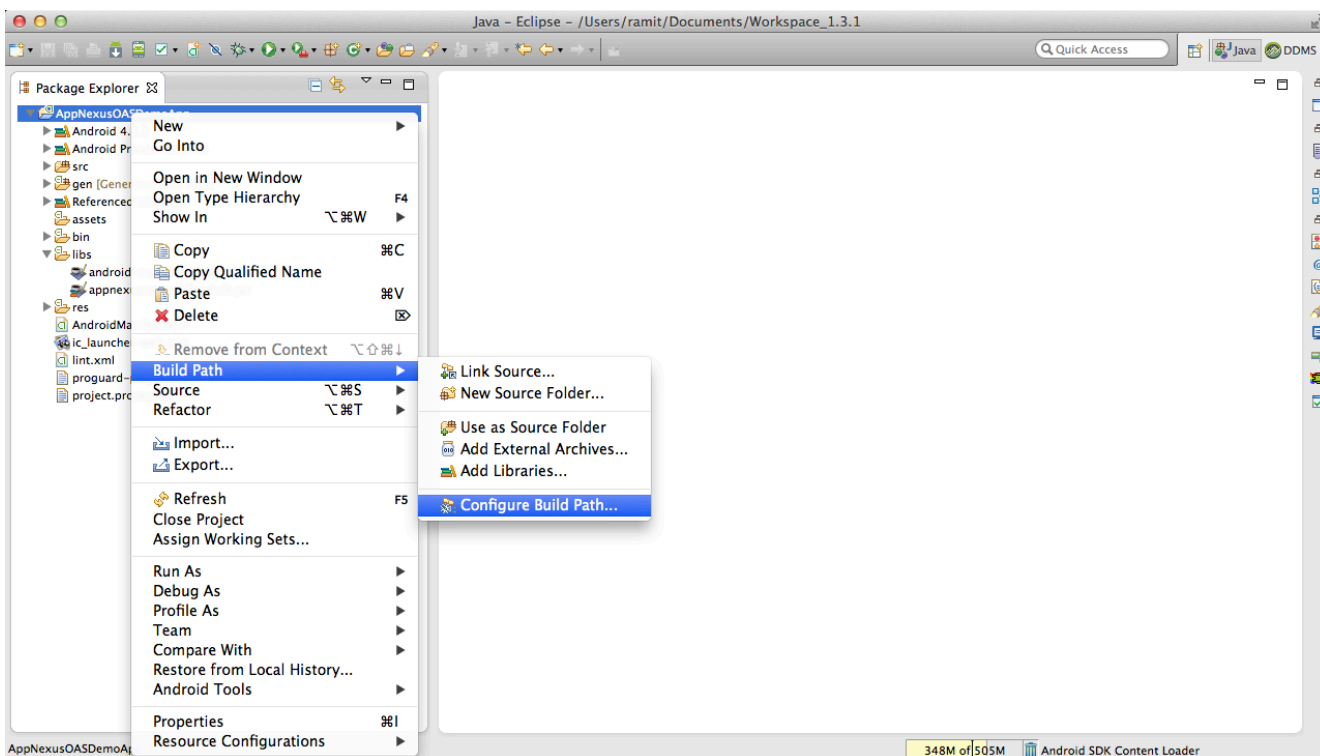 Java – Eclipse – /Users/ramit/Documents/Workspace_1.3.1
Quick Access
Java
DDMS
Package Explorer
AppNexusOASDemoApp
Android 4.
Android Pr
src
gen [Gener
Referenced
assets
bin
libs
android
appnex
res
AndroidMa
ic_launche
lint.xml
proguard-
project.pro
New
Go Into
Open in New Window
Open Type Hierarchy F4
Show In ⌥⌘W
Copy ⌘C
Copy Qualified Name
Paste ⌘V
Delete ⌦
Remove from Context ⌥⇧⌘↓
Build Path
Source ⌥⌘S
Refactor ⌥⌘T
Import...
Export...
Refresh F5
Close Project
Assign Working Sets...
Run As
Debug As
Profile As
Team
Compare With
Restore from Local History...
Android Tools
Properties ⌘I
Resource Configurations
Link Source...
New Source Folder...
Use as Source Folder
Add External Archives...
Add Libraries...
Configure Build Path...
AppNexusOASDemoAp
348M of 505M
Android SDK Content Loader